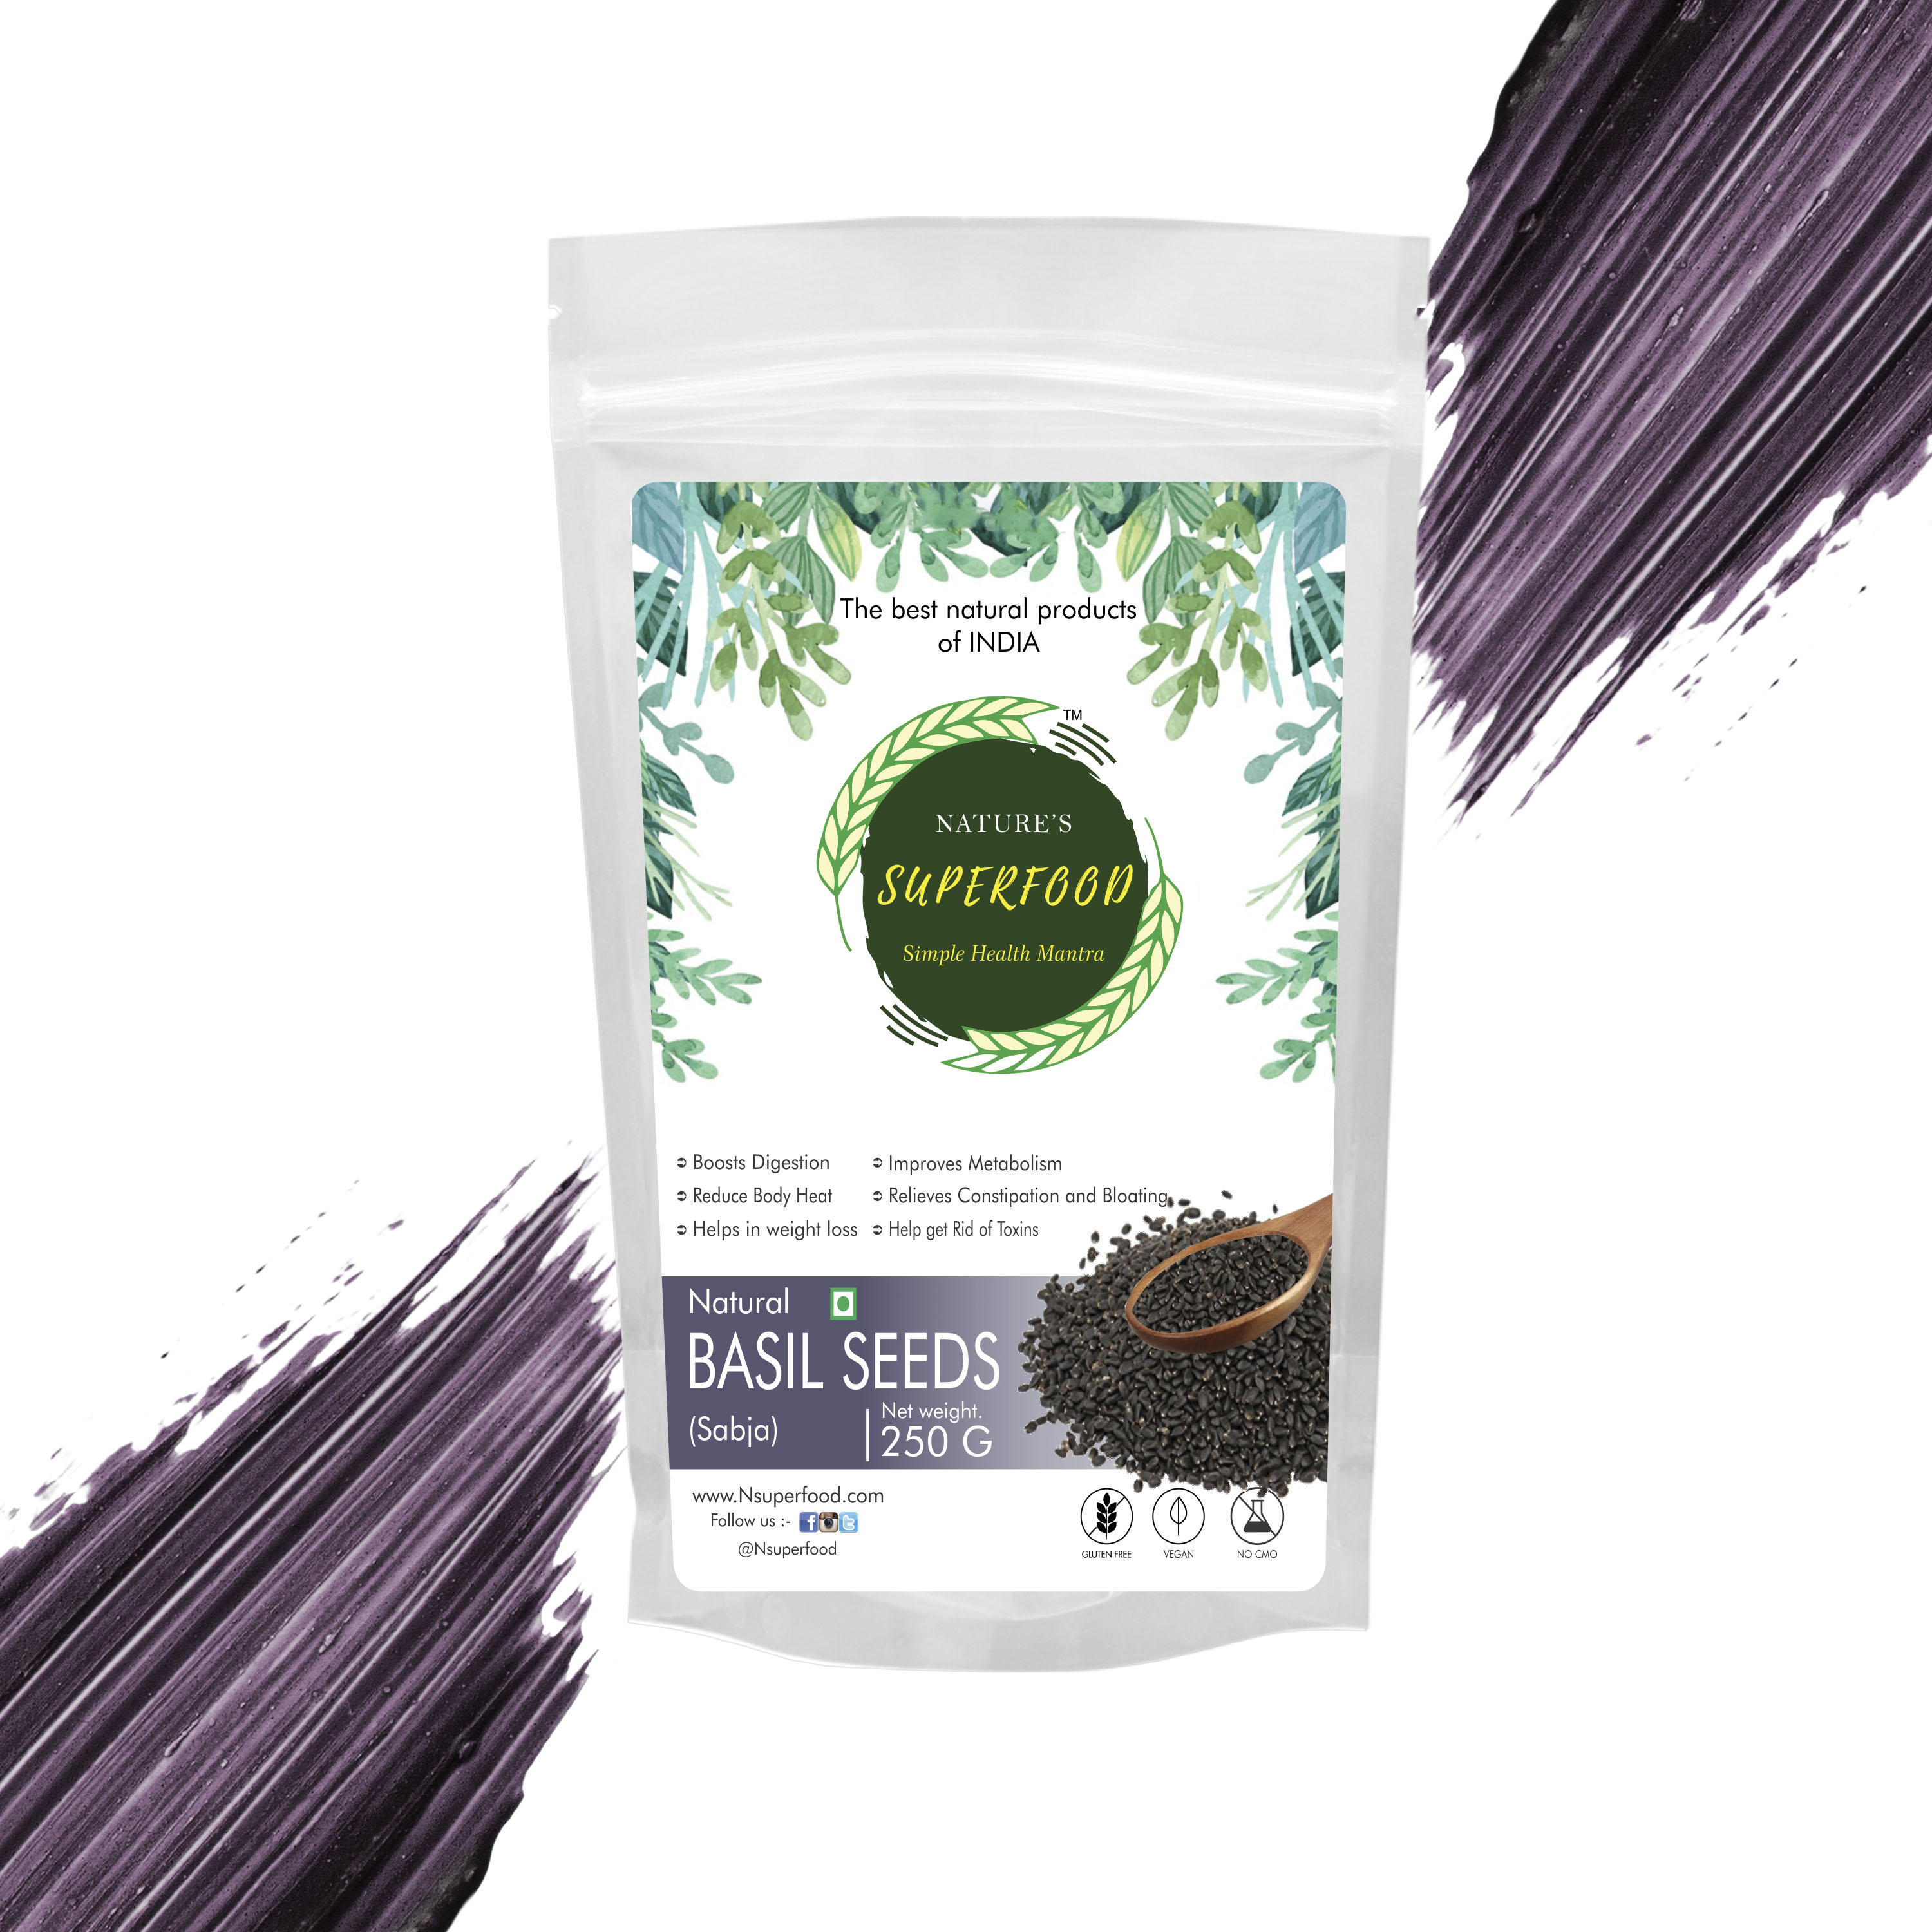 The best natural products
of INDIA
TM
NATURE'S
SUPERFOOD
Simple Health Mantra
Boosts Digestion
Improves Metabolism
Reduce Body Heat
Relieves Constipation and Bloating
Helps in weight loss
Help get Rid of Toxins
Natural
BASIL SEEDS
(Sabja)
Net weight.
250 G
www.Nsuperfood.com
Follow us :-
@Nsuperfood
GLUTEN FREE
VEGAN
NO CMO